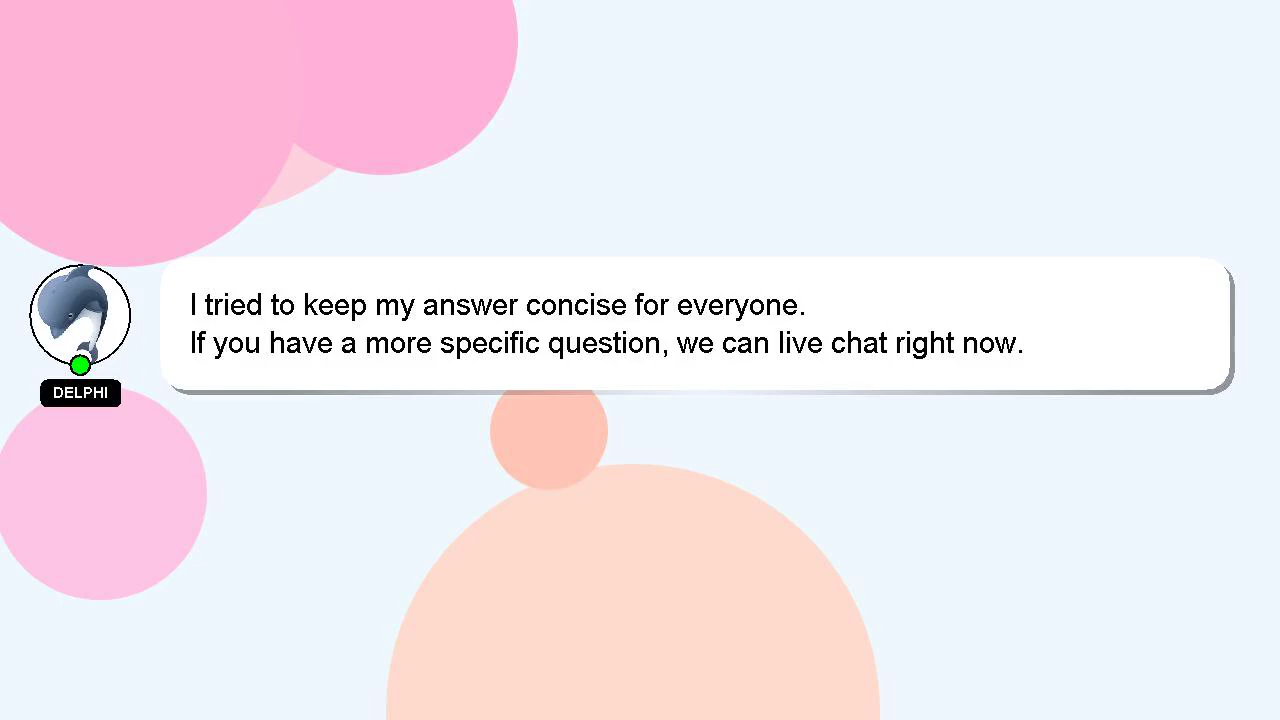 I tried to keep my answer concise for everyone.
If you have a more specific question, we can live chat right now.
DELPHI